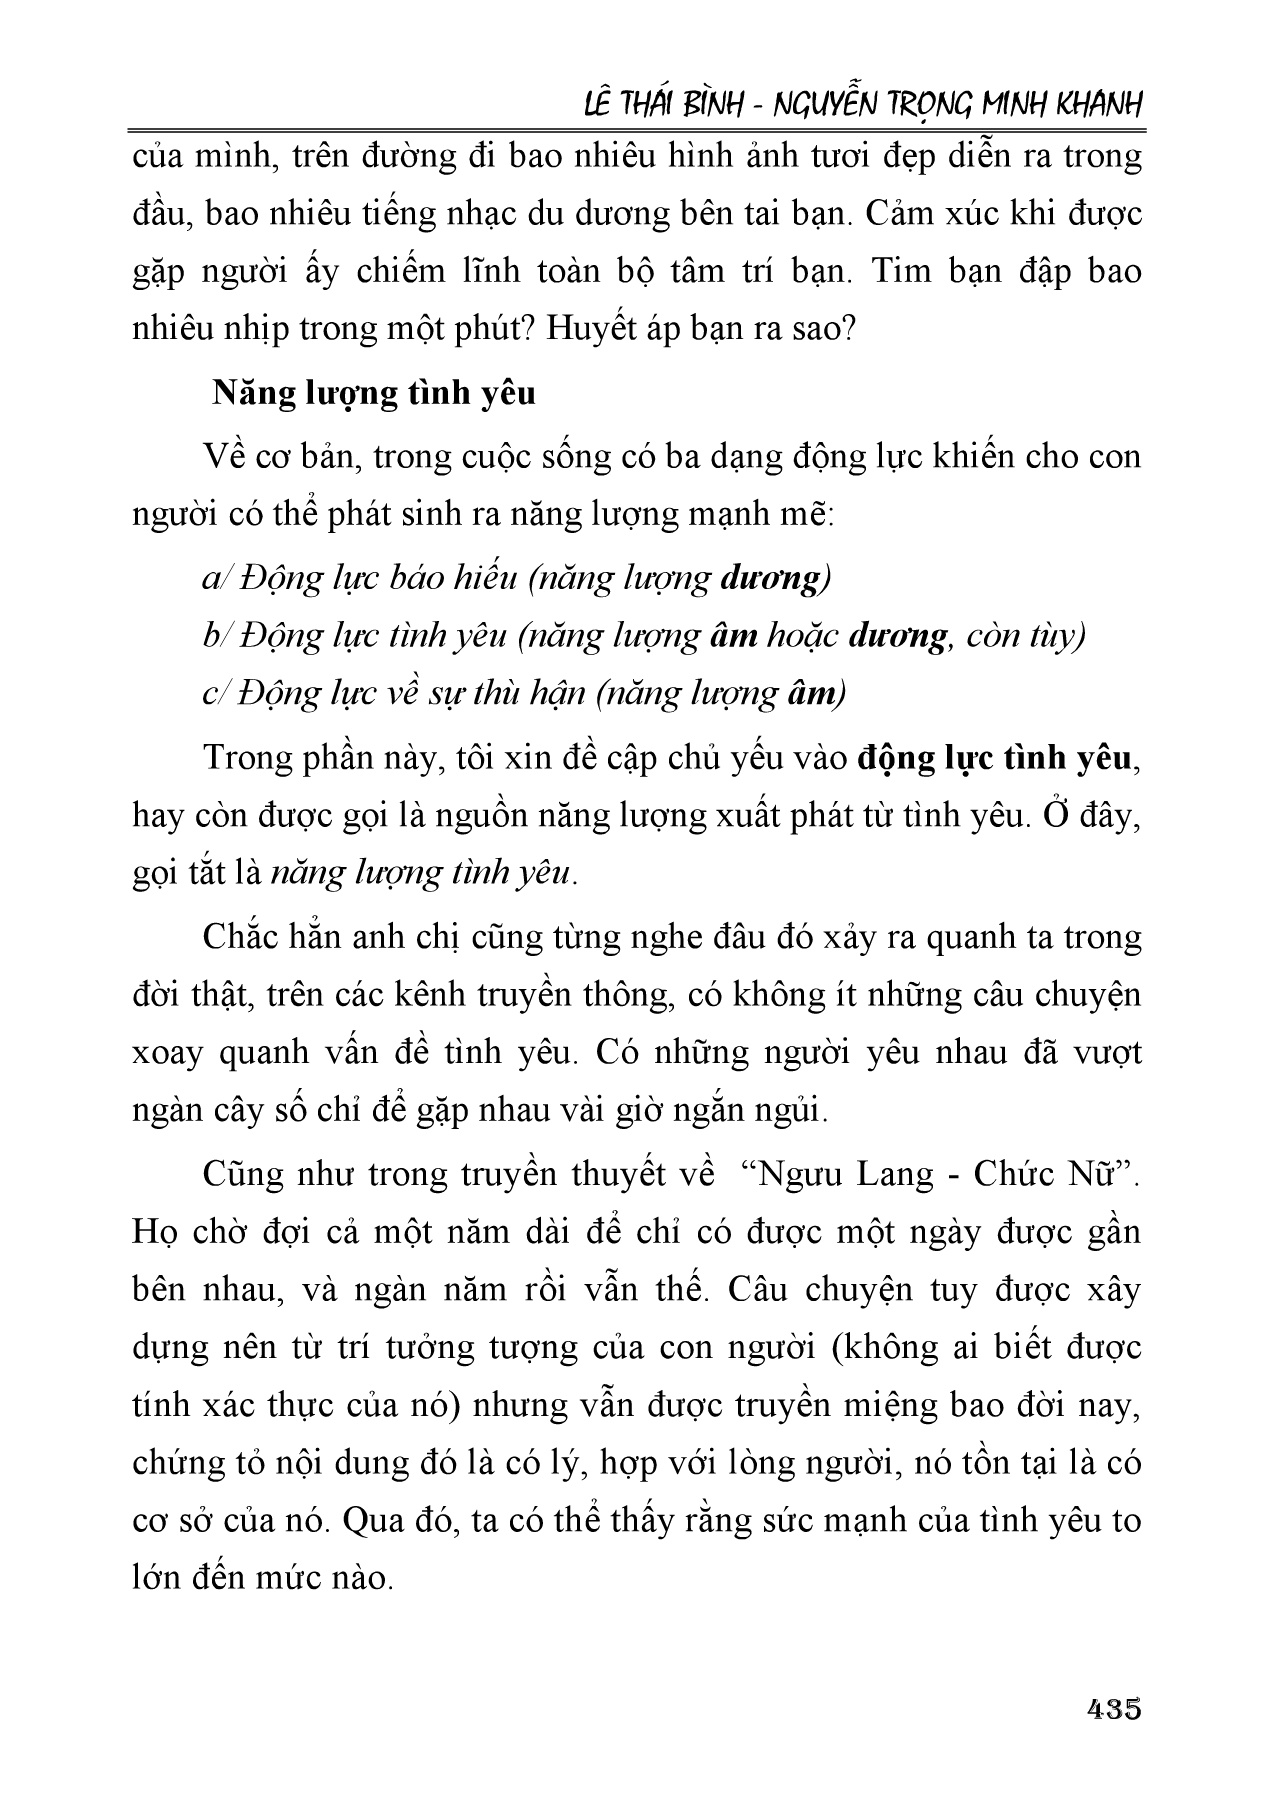 LÊ THÁI BÌNH - NGUYỄN TRỌNG MINH KHANH
của mình, trên đường đi bao nhiêu hình ảnh tươi đẹp diễn ra trong
đầu, bao nhiêu tiếng nhạc du dương bên tai bạn. Cảm xúc khi được
gặp người ấy chiếm lĩnh toàn bộ tâm trí bạn. Tim bạn đập bao
nhiêu nhịp trong một phút? Huyết áp bạn ra sao?
Năng lượng tình yêu
Về cơ bản, trong cuộc sống có ba dạng động lực khiến cho con
người có thể phát sinh ra năng lượng mạnh mẽ:
a/ Động lực báo hiếu (năng lượng dương)
b/ Động lực tình yêu (năng lượng âm hoặc dương, còn tùy)
c/ Động lực về sự thù hận (năng lượng âm)
Trong phần này, tôi xin đề cập chủ yếu vào động lực tình yêu,
hay còn được gọi là nguồn năng lượng xuất phát từ tình yêu. Ở đây,
gọi tắt là năng lượng tình yêu.
Chắc hẳn anh chị cũng từng nghe đâu đó xảy ra quanh ta trong
đời thật, trên các kênh truyền thông, có không ít những câu chuyện
xoay quanh vấn đề tình yêu. Có những người yêu nhau đã vượt
ngàn cây số chỉ để gặp nhau vài giờ ngắn ngủi.
Cũng như trong truyền thuyết về “Ngưu Lang - Chức Nữ”.
Họ chờ đợi cả một năm dài để chỉ có được một ngày được gần
bên nhau, và ngàn năm rồi vẫn thế. Câu chuyện tuy được xây
dựng nên từ trí tưởng tượng của con người (không ai biết được
tính xác thực của nó) nhưng vẫn được truyền miệng bao đời nay,
chứng tỏ nội dung đó là có lý, hợp với lòng người, nó tồn tại là có
cơ sở của nó. Qua đó, ta có thể thấy rằng sức mạnh của tình yêu to
lớn đến mức nào.
435